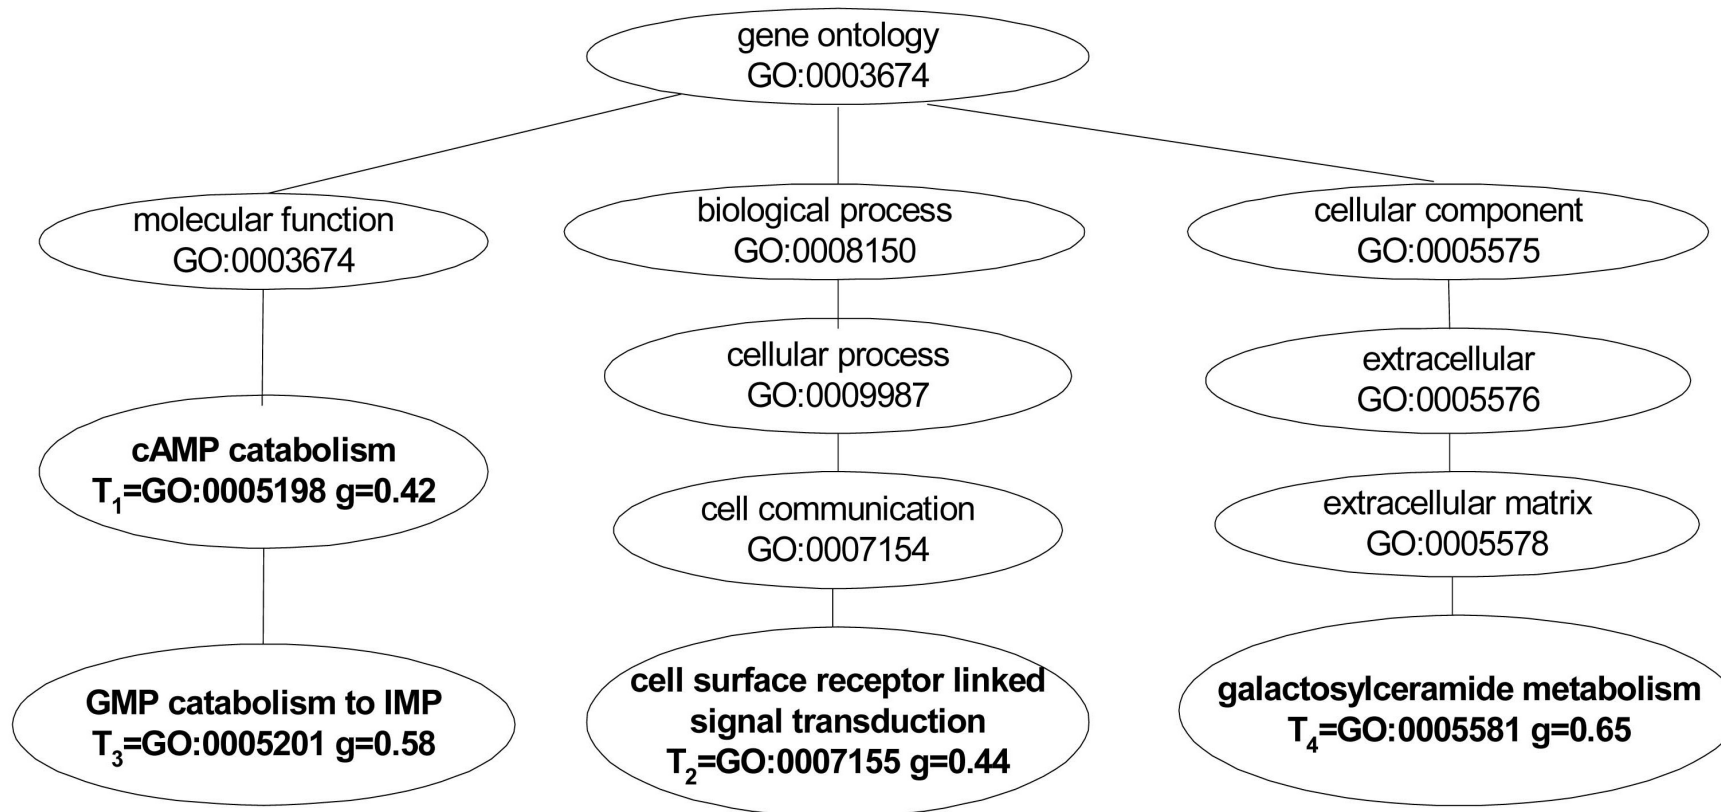 gene ontology
GO:0003674
molecular function
GO:0003674
biological process
GO:0008150
cellular component
GO:0005575
cellular process
GO:0009987
extracellular
GO:0005576
cAMP catabolism
T₁=GO:0005198 g=0.42
cell communication
GO:0007154
extracellular matrix
GO:0005578
GMP catabolism to IMP
T₃=GO:0005201 g=0.58
cell surface receptor linked
signal transduction
T₂=GO:0007155 g=0.44
galactosylceramide metabolism
T₄=GO:0005581 g=0.65